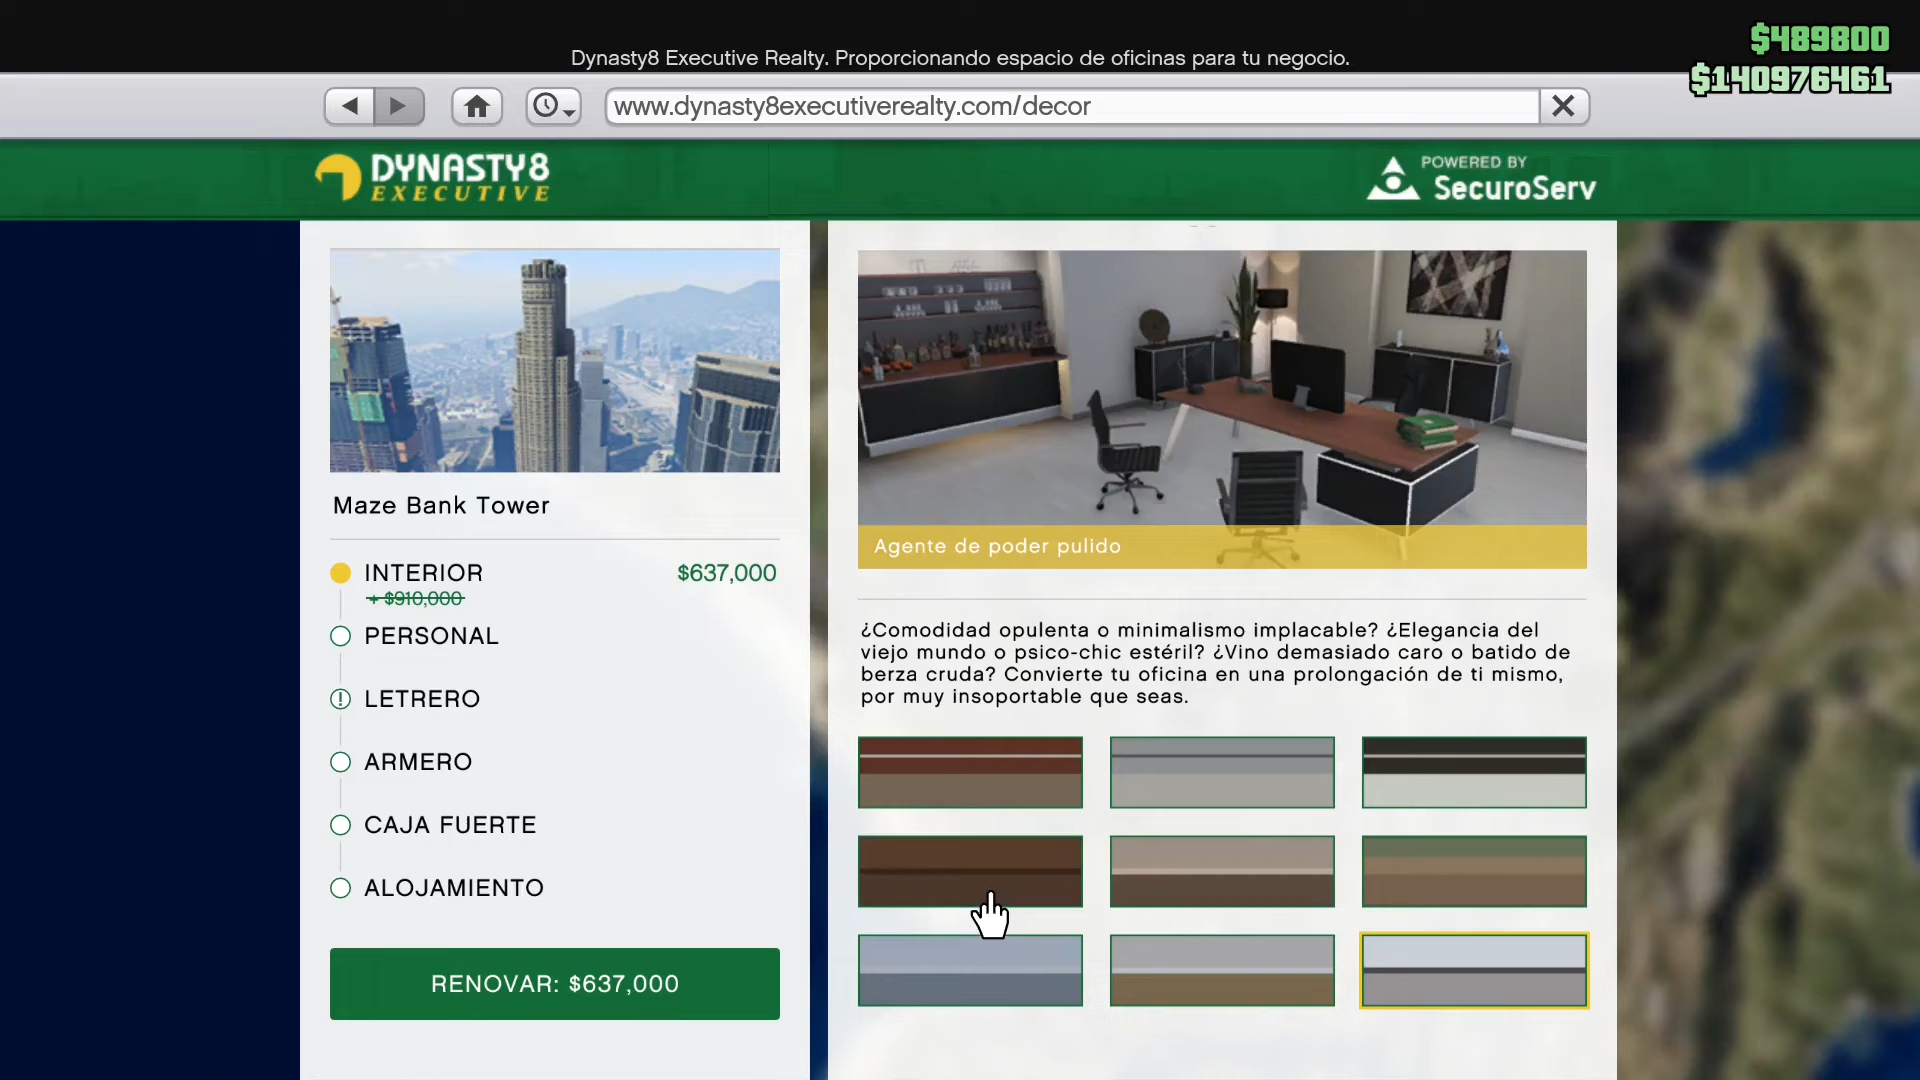 Dynasty8 Executive Realty. Proporcionando espacio de oficinas para tu negocio.
$489800
$140976461
www.dynasty8executiverealty.com/decor
DYNASTY8
EXECUTIVE
POWERED BY
SecuroServ
Maze Bank Tower
INTERIOR $637,000
+ $910,000
PERSONAL
LETRERO
ARMERO
CAJA FUERTE
ALOJAMIENTO
RENOVAR: $637,000
Agente de poder pulido
¿Comodidad opulenta o minimalismo implacable? ¿Elegancia del
viejo mundo o psico-chic estéril? ¿Vino demasiado caro o batido de
berza cruda? Convierte tu oficina en una prolongación de ti mismo,
por muy insoportable que seas.